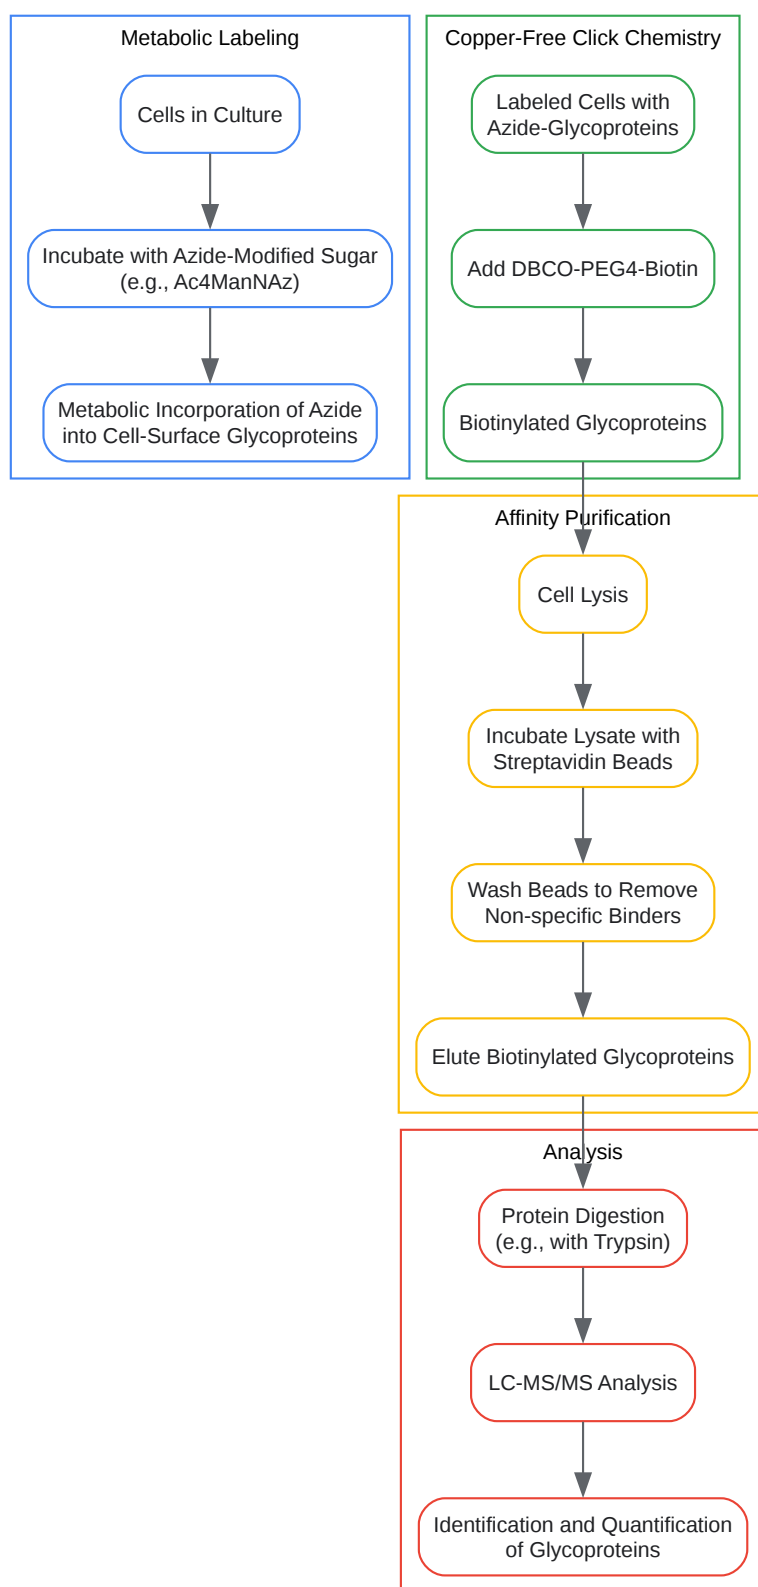 Metabolic Labeling
Cells in Culture
Incubate with Azide-Modified Sugar
(e.g., Ac4ManNAz)
Metabolic Incorporation of Azide
into Cell-Surface Glycoproteins
Copper-Free Click Chemistry
Labeled Cells with
Azide-Glycoproteins
Add DBCO-PEG4-Biotin
Biotinylated Glycoproteins
Affinity Purification
Cell Lysis
Incubate Lysate with
Streptavidin Beads
Wash Beads to Remove
Non-specific Binders
Elute Biotinylated Glycoproteins
Analysis
Protein Digestion
(e.g., with Trypsin)
LC-MS/MS Analysis
Identification and Quantification
of Glycoproteins